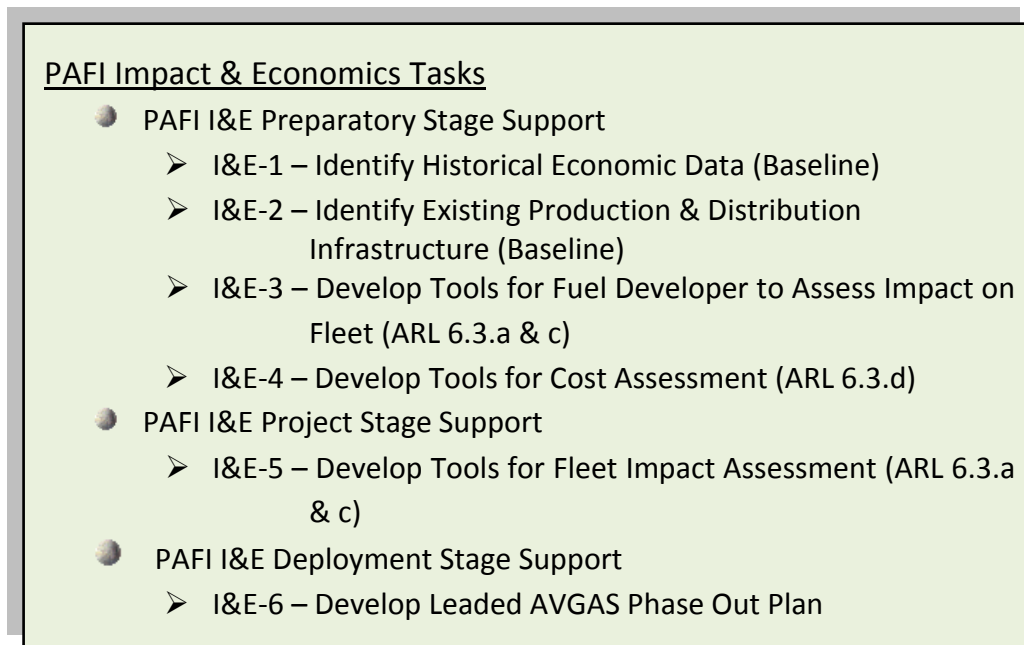 PAFI Impact & Economics Tasks
PAFI I&E Preparatory Stage Support
I&E-1 – Identify Historical Economic Data (Baseline)
I&E-2 – Identify Existing Production & Distribution
Infrastructure (Baseline)
I&E-3 – Develop Tools for Fuel Developer to Assess Impact on
Fleet (ARL 6.3.a & c)
I&E-4 – Develop Tools for Cost Assessment (ARL 6.3.d)
PAFI I&E Project Stage Support
I&E-5 – Develop Tools for Fleet Impact Assessment (ARL 6.3.a
& c)
PAFI I&E Deployment Stage Support
I&E-6 – Develop Leaded AVGAS Phase Out Plan